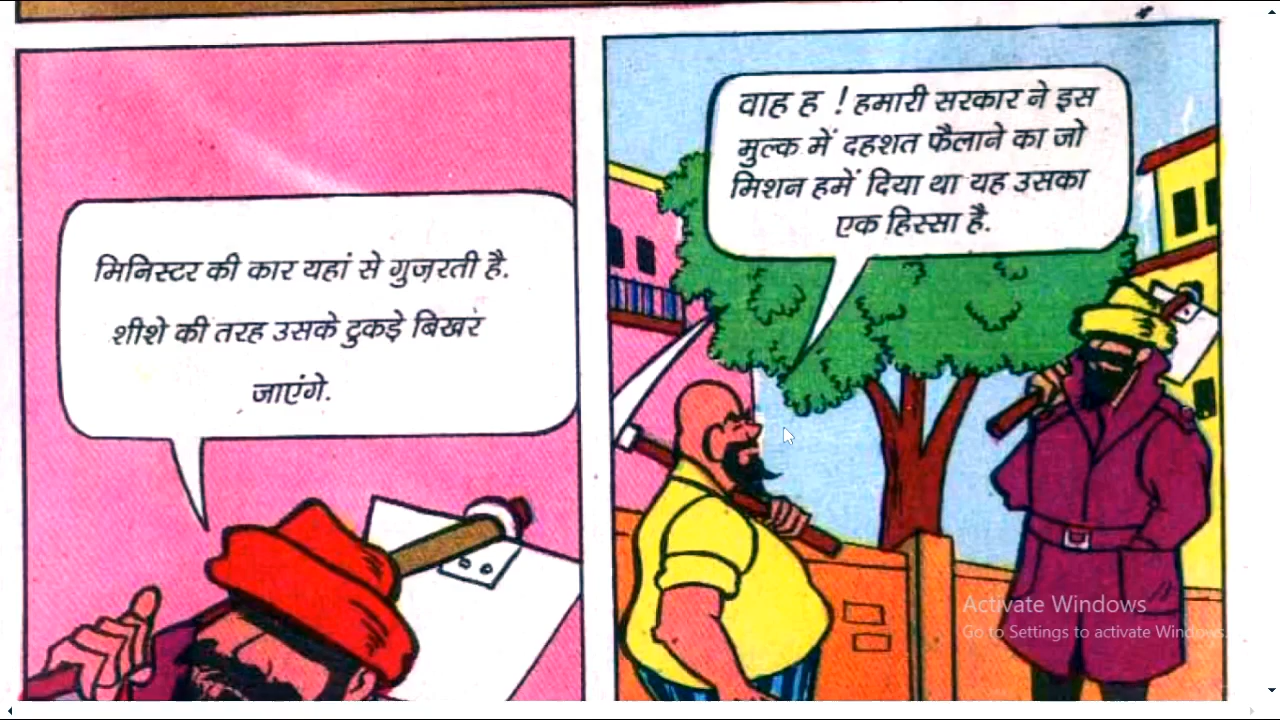 मिनिस्टर की कार यहां से गुज़रती है.
शीशे की तरह उसके टुकड़े बिखर
जाएंगे.
वाह ह ! हमारी सरकार ने इस
मुल्क में दहशत फैलाने का जो
मिशन हमें दिया था यह उसका
एक हिस्सा है.
Activate Windows
Go to Settings to activate Windows.